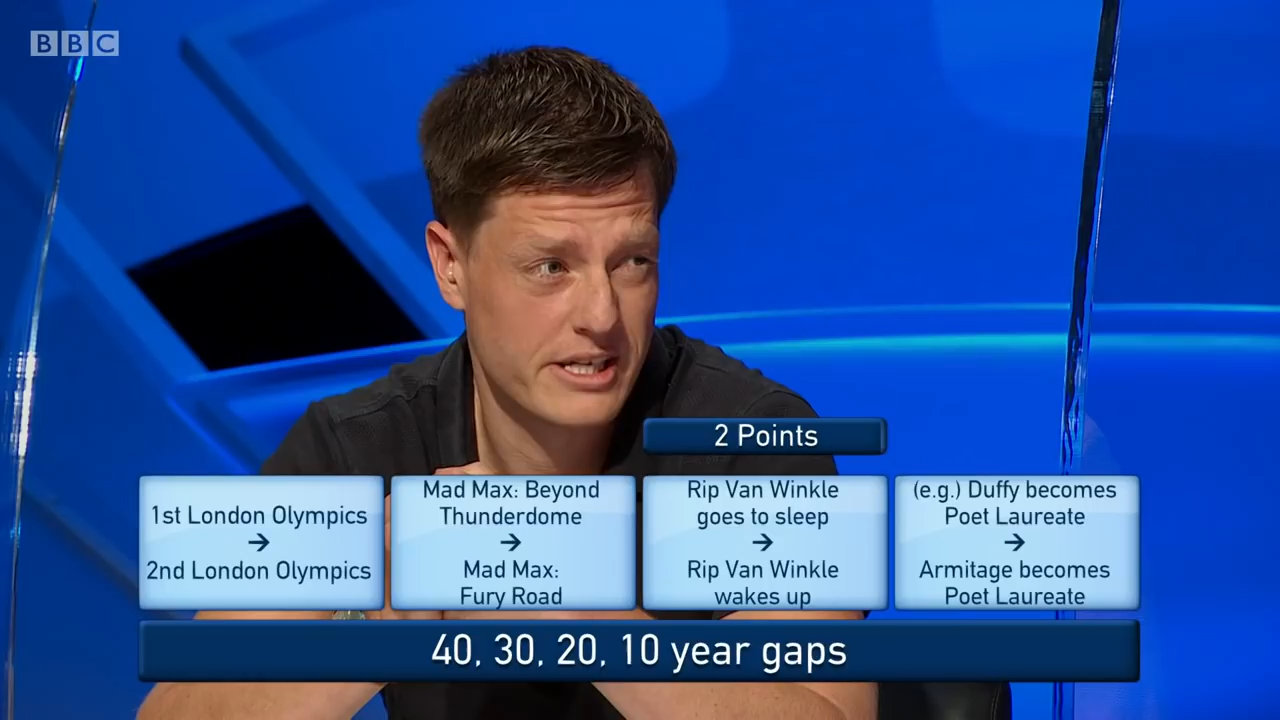 BBC
2 Points
1st London Olympics
→
2nd London Olympics
Mad Max: Beyond
Thunderdome
→
Mad Max:
Fury Road
Rip Van Winkle
goes to sleep
→
Rip Van Winkle
wakes up
(e.g.) Duffy becomes
Poet Laureate
→
Armitage becomes
Poet Laureate
40, 30, 20, 10 year gaps